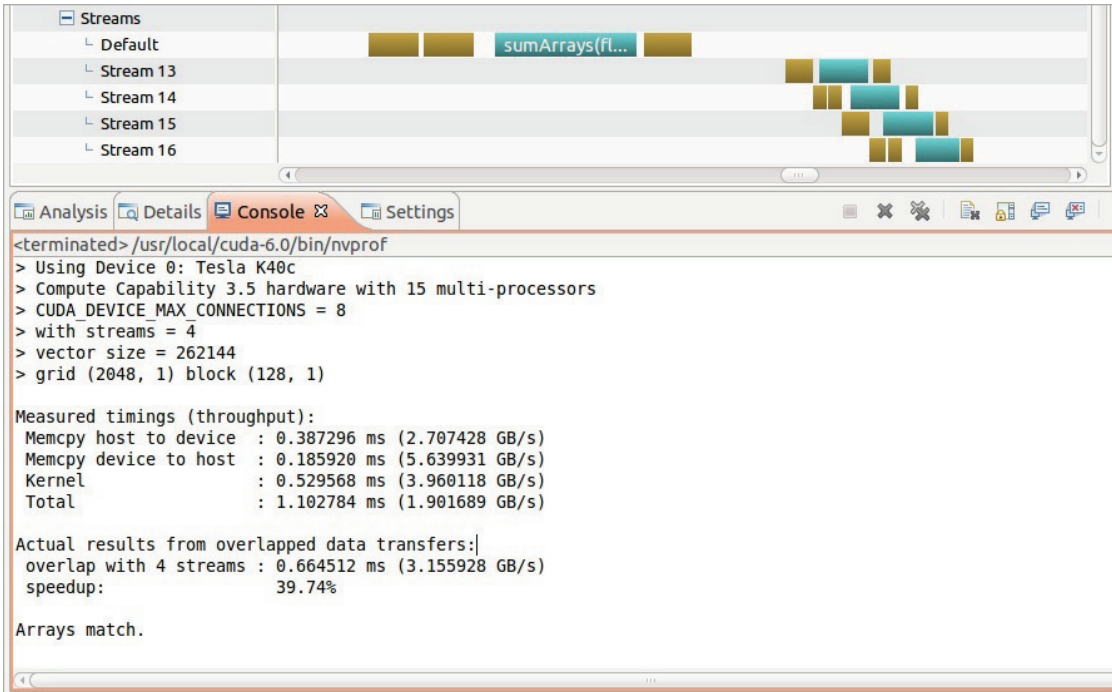 Streams
Default
sumArrays(fl...
Stream 13
Stream 14
Stream 15
Stream 16
Analysis Details Console Settings
<terminated> /usr/local/cuda-6.0/bin/nvprof
> Using Device 0: Tesla K40c
> Compute Capability 3.5 hardware with 15 multi-processors
> CUDA_DEVICE_MAX_CONNECTIONS = 8
> with streams = 4
> vector size = 262144
> grid (2048, 1) block (128, 1)
Measured timings (throughput):
Memcpy host to device : 0.387296 ms (2.707428 GB/s)
Memcpy device to host : 0.185920 ms (5.639931 GB/s)
Kernel : 0.529568 ms (3.960118 GB/s)
Total : 1.102784 ms (1.901689 GB/s)
Actual results from overlapped data transfers:
overlap with 4 streams : 0.664512 ms (3.155928 GB/s)
speedup: 39.74%
Arrays match.